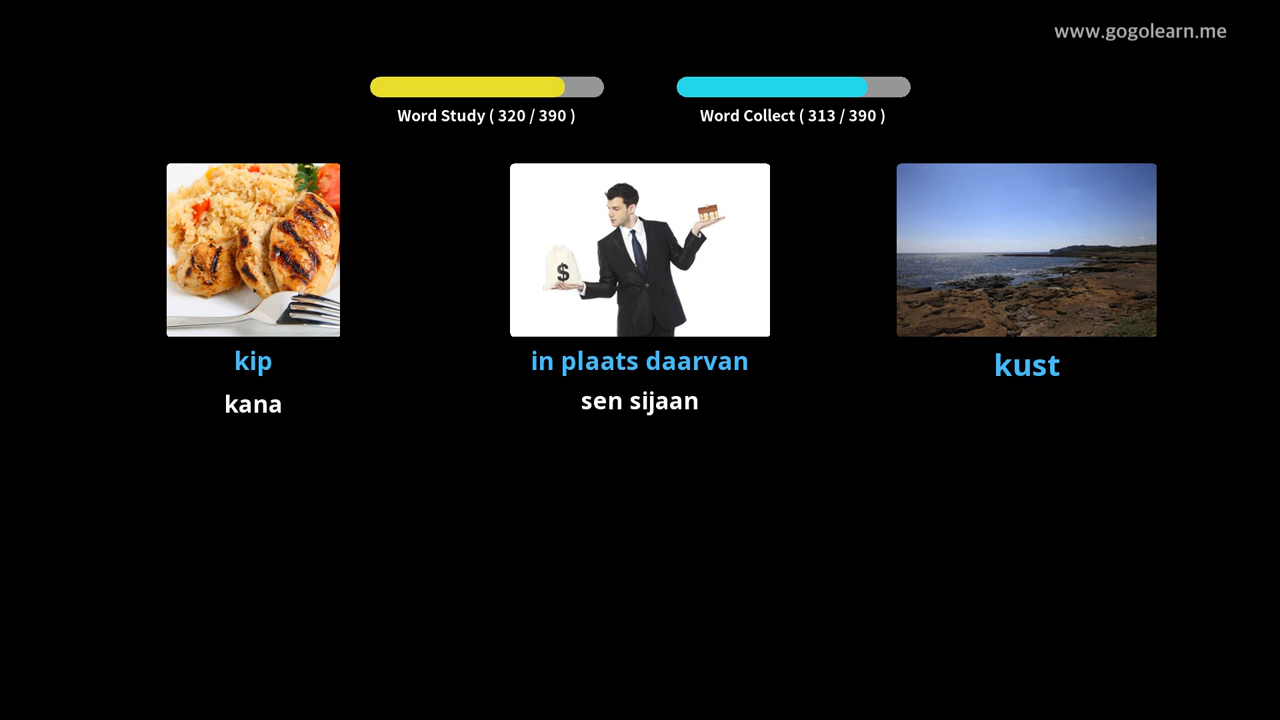 www.gogolearn.me
Word Study ( 320 / 390 )
Word Collect ( 313 / 390 )
$
kip
in plaats daarvan
kust
kana
sen sijaan